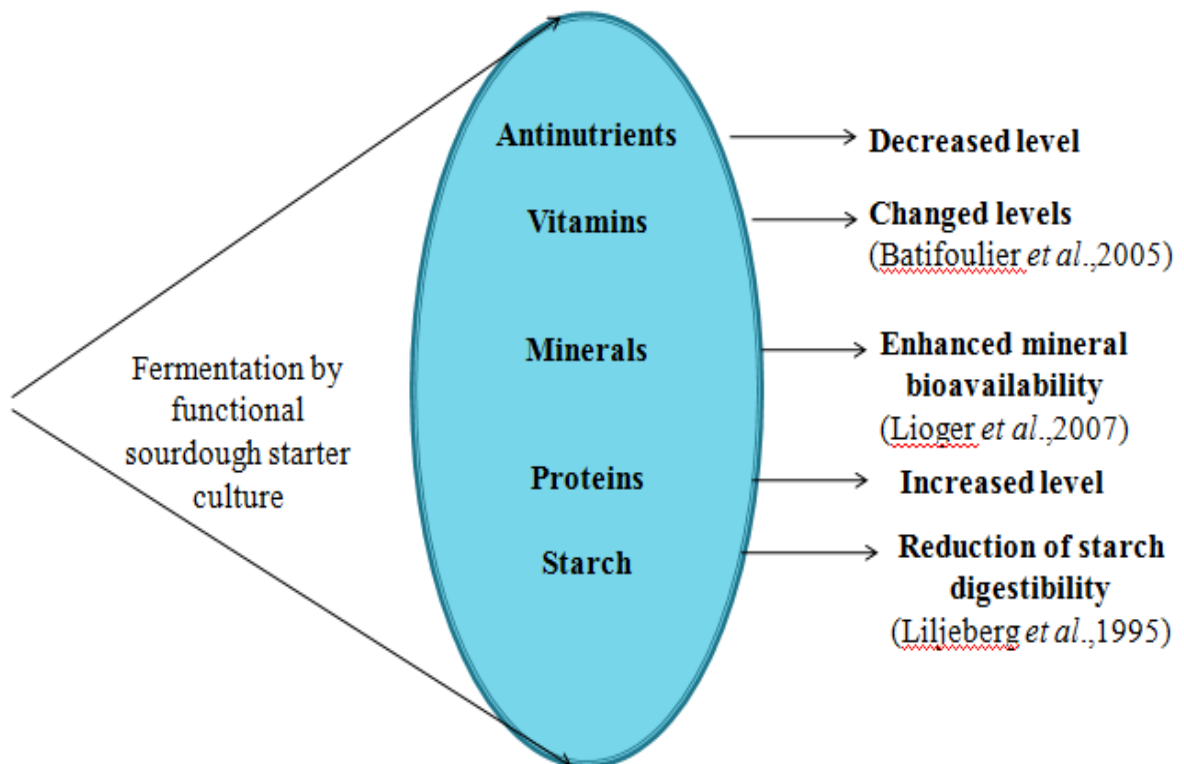 Antinutrients
Decreased level
Vitamins
Changed levels
(Batifoulier et al.,2005)
Minerals
Enhanced mineral
bioavailability
(Lioger et al.,2007)
Fermentation by
functional
sourdough starter
culture
Proteins
Increased level
Starch
Reduction of starch
digestibility
(Liljeberg et al.,1995)